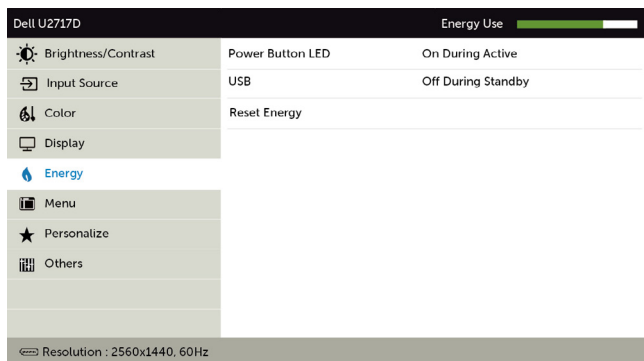 Dell U2717D Energy Use
Brightness/Contrast Power Button LED On During Active
Input Source USB Off During Standby
Color Reset Energy
Display
Energy
Menu
Personalize
Others
Resolution : 2560x1440, 60Hz